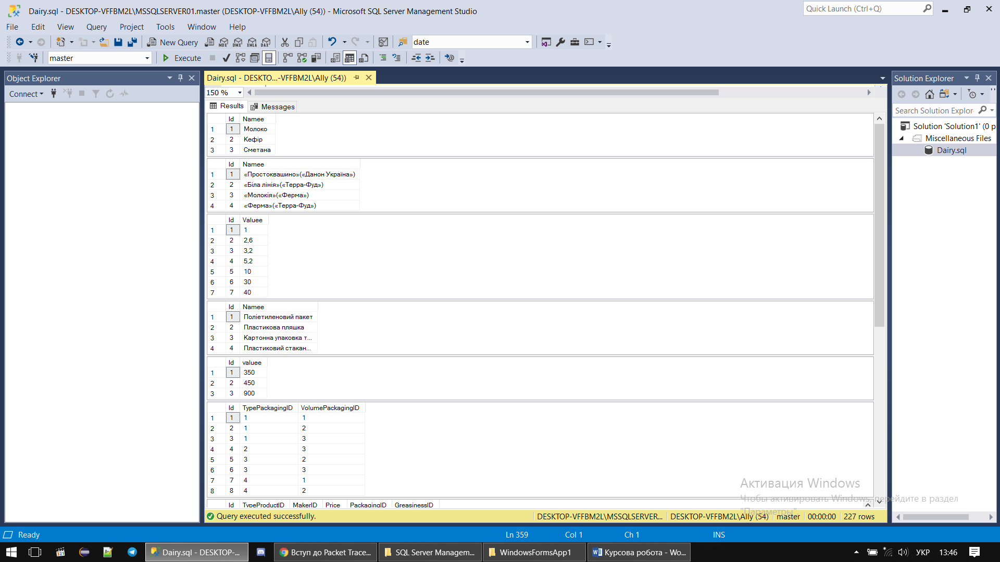 Dairy.sql - DESKTOP-VFFBM2L\MSSQLSERVER01.master (DESKTOP-VFFBM2L\Ally (54)) - Microsoft SQL Server Management Studio
Quick Launch (Ctrl+Q)
File Edit View Query Project Tools Window Help
New Query MDX DMX XMLA DAX date
master Execute
Object Explorer
Connect
Dairy.sql - DESKTO...-VFFBM2L\Ally (54))
150 %
Results Messages
Id Namee
1 1 Молоко
2 2 Кефір
3 3 Сметана
Id Namee
1 1 «Простоквашино»(«Данон Україна»)
2 2 «Біла лінія»(«Терра-Фуд»)
3 3 «Молокія»(«Ферма»)
4 4 «Ферма»(«Терра-Фуд»)
Id Valuee
1 1 1
2 2 2,6
3 3 3,2
4 4 5,2
5 5 10
6 6 30
7 7 40
Id Namee
1 1 Поліетиленовий пакет
2 2 Пластикова пляшка
3 3 Картонна упаковка т...
4 4 Пластиковий стакан...
Id valuee
1 1 350
2 2 450
3 3 900
Id TypePackagingID VolumePackagingID
1 1 1 1
2 2 1 2
3 3 1 3
4 4 2 3
5 5 3 2
6 6 3 3
7 7 4 1
8 8 4 2
Id TypeProductID MakerID Price PackagingID GreasinessID
Query executed successfully.
DESKTOP-VFFBM2L\MSSQLSERVER... DESKTOP-VFFBM2L\Ally (54) master 00:00:00 227 rows
Solution Explorer
Search Solution Explor
Solution 'Solution1' (0 p
Miscellaneous Files
Dairy.sql
Активация Windows
Чтобы активировать Windows, перейдите в раздел
"Параметры".
Ready Ln 359 Col 1 Ch 1 INS
Dairy.sql - DESKTOP-... Вступ до Packet Trace... SQL Server Managem... WindowsFormsApp1 Курсова робота - Wo... УКР 13:46